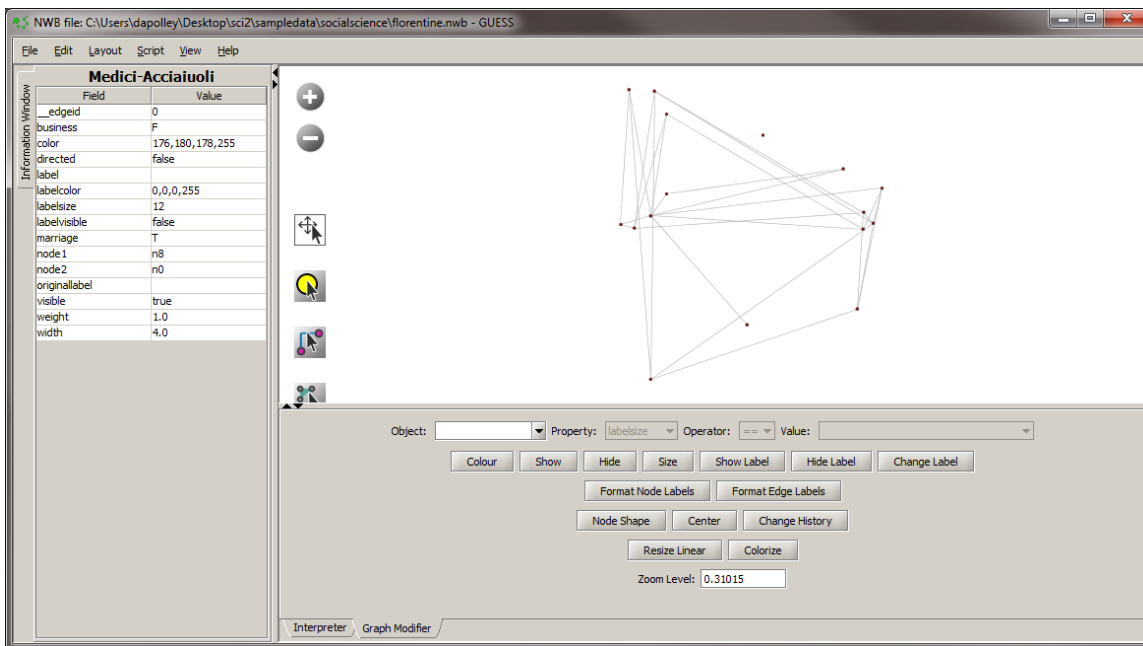 NWB file: C:\Users\dapolley\Desktop\sci2\sampledata\socialscience\florentine.nwb - GUESS
File Edit Layout Script View Help
Information Window
Medici-Acciaiuoli
Field Value
__edgeid 0
business F
color 176,180,178,255
directed false
label
labelcolor 0,0,0,255
labelsize 12
labelvisible false
marriage T
node1 n8
node2 n0
originallabel
visible true
weight 1.0
width 4.0
Object: Property: labelsize Operator: == Value:
Colour Show Hide Size Show Label Hide Label Change Label
Format Node Labels Format Edge Labels
Node Shape Center Change History
Resize Linear Colorize
Zoom Level: 0.31015
Interpreter Graph Modifier